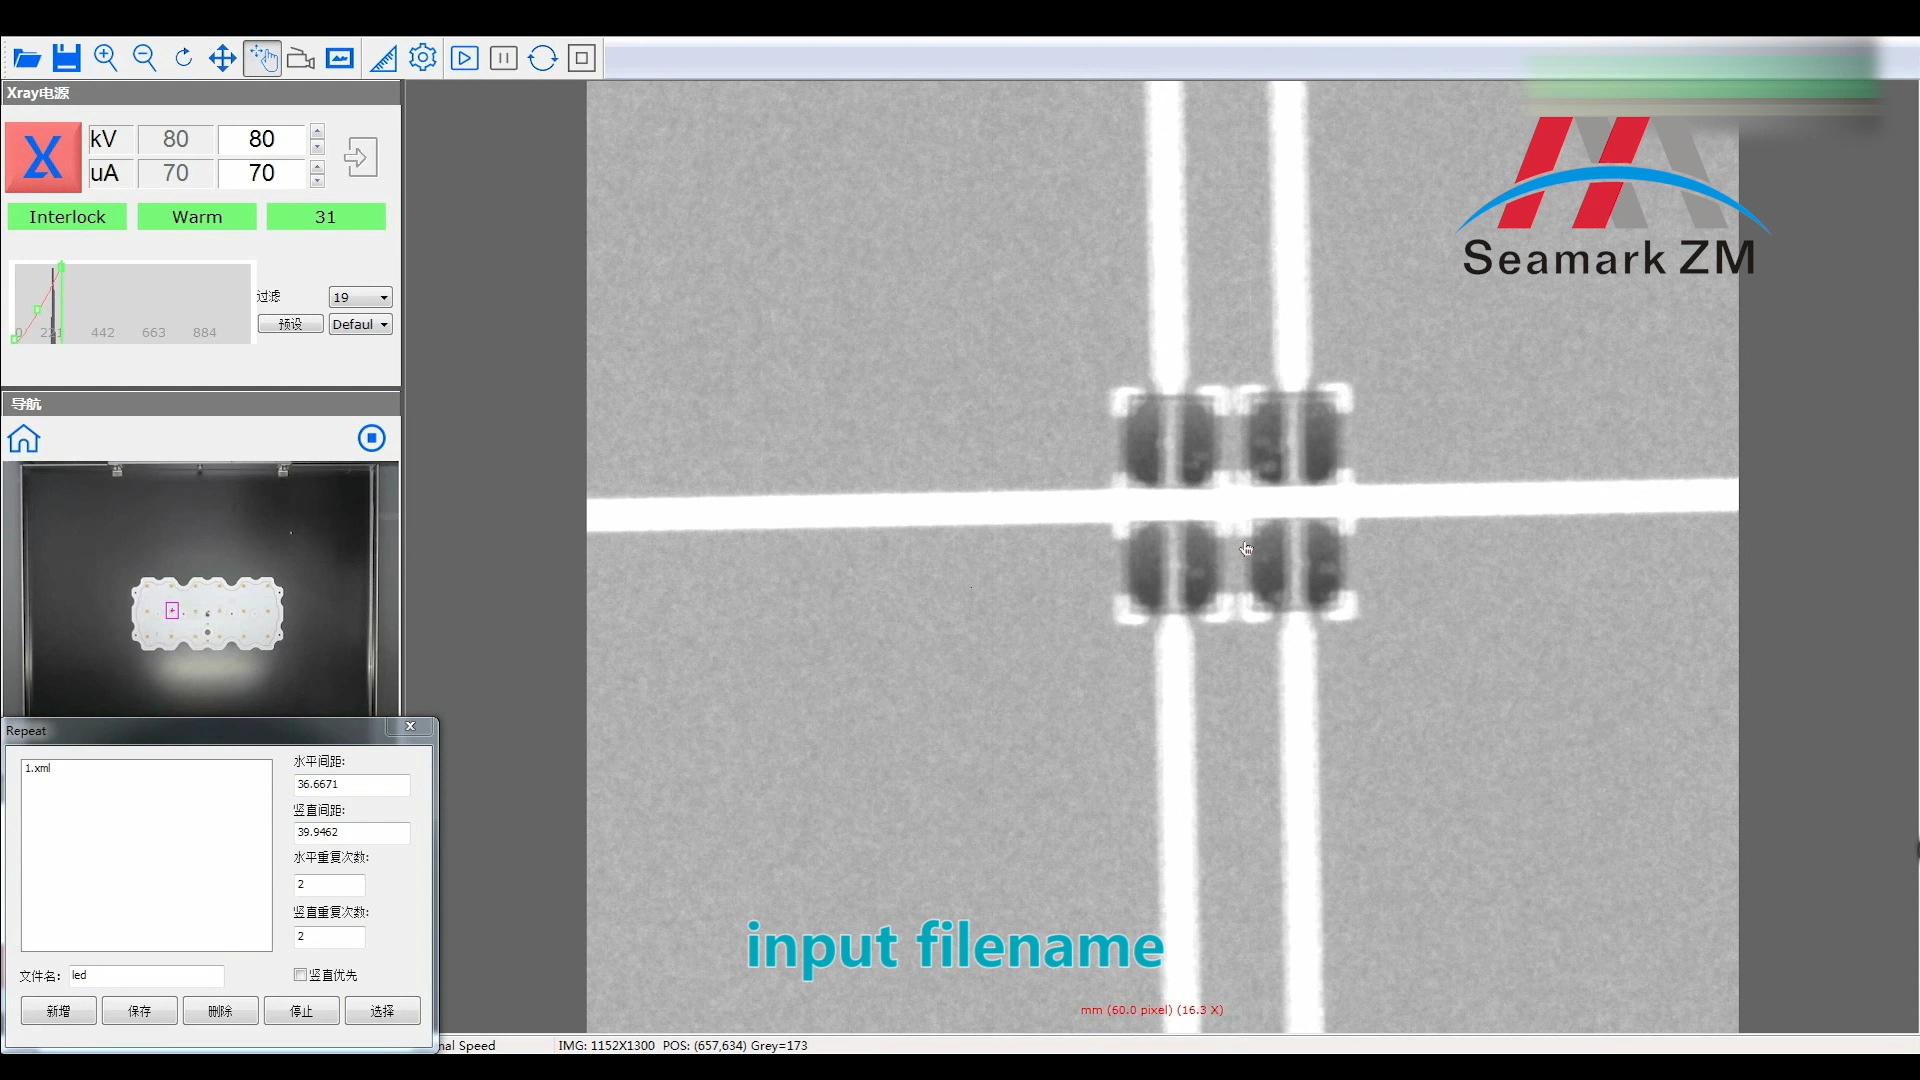 Xray电源
X
kV 80 80
uA 70 70
Interlock Warm 31
过滤 19
预设 Defaul
0 221 442 663 884
导航
Seamark ZM
Repeat
1.xml
水平间距:
36.6671
竖直间距:
39.9462
水平重复次数:
2
竖直重复次数:
2
文件名: led
竖直优先
新增 保存 删除 停止 选择
input filename
mm (60.0 pixel) (16.3 X)
nal Speed IMG: 1152X1300 POS: (657,634) Grey=173